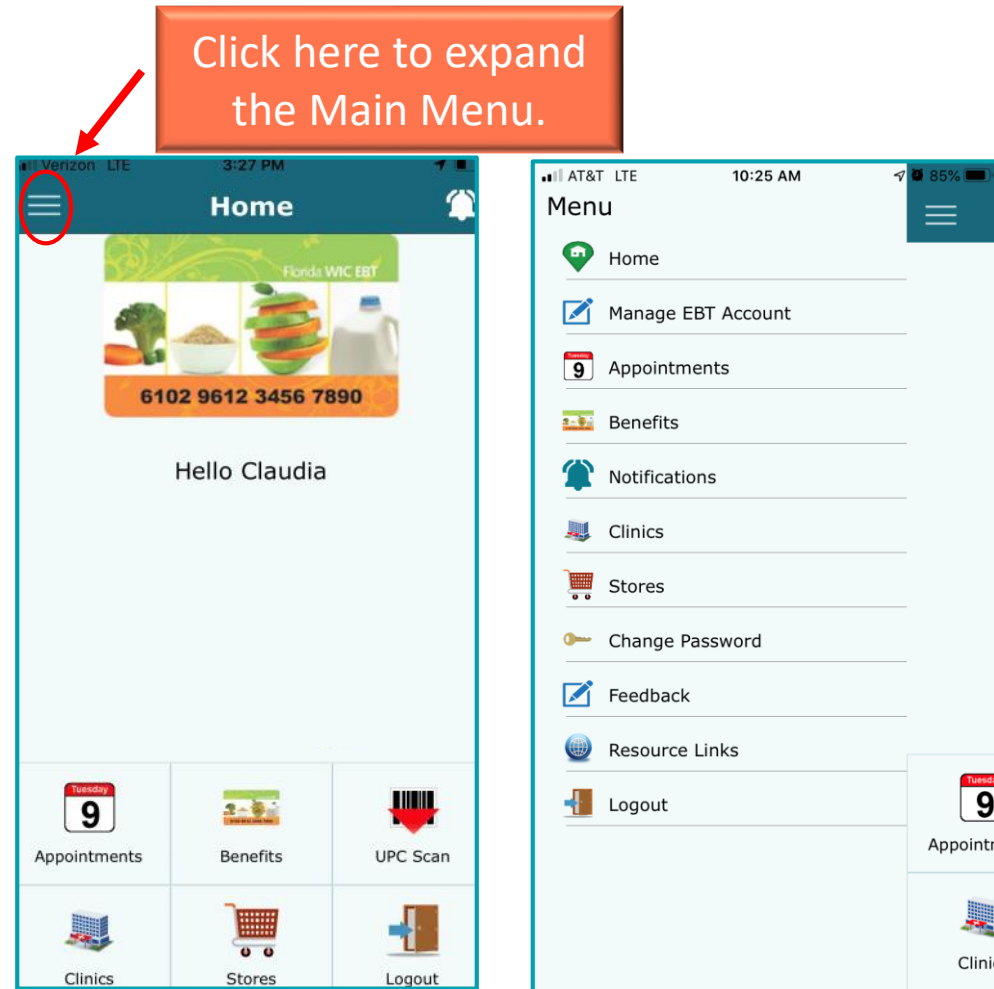 Click here to expand
the Main Menu.
Verizon LTE 3:27 PM
Home
Florida WIC EBT
6102 9612 3456 7890
Hello Claudia
Tuesday
9
Appointments
Benefits
UPC Scan
Clinics
Stores
Logout
AT&T LTE 10:25 AM 85%
Menu
Home
Manage EBT Account
Tuesday
9
Appointments
Benefits
Notifications
Clinics
Stores
Change Password
Feedback
Resource Links
Logout
9